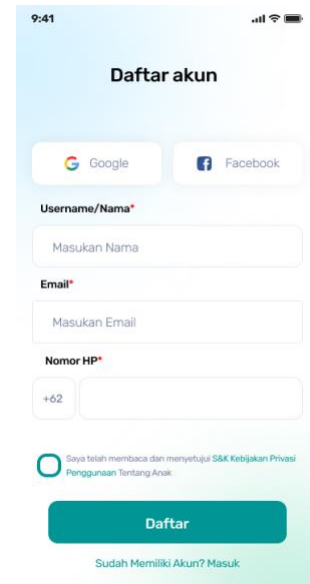 9:41
Daftar akun
Google
Facebook
Username/Nama*
Masukan Nama
Email*
Masukan Email
Nomor HP*
+62
Saya telah membaca dan menyetujui S&K Kebijakan Privasi
Penggunaan Tentang Anak
Daftar
Sudah Memiliki Akun? Masuk